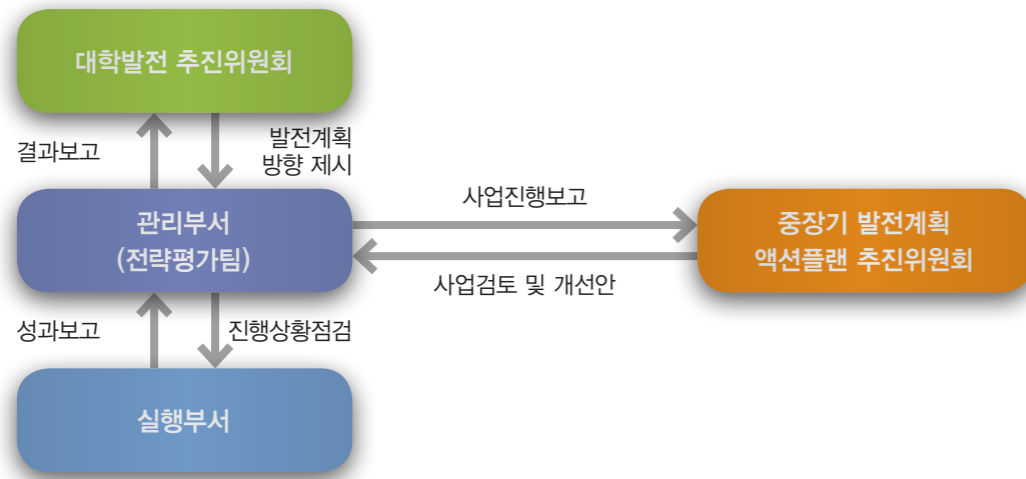 대학발전 추진위원회
결과보고
발전계획
방향 제시
관리부서
(전략평가팀)
사업진행보고
사업검토 및 개선안
중장기 발전계획
액션플랜 추진위원회
성과보고
진행상황점검
실행부서